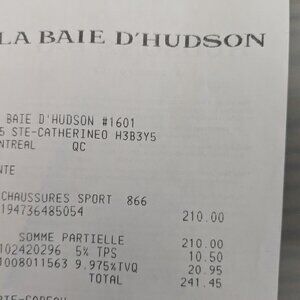 LA BAIE D'HUDSON
BAIE D'HUDSON #1601
5 STE-CATHERINEO H3B3Y5
NTREAL QC
NTE
CHAUSSURES SPORT 866
194736485054 210.00
SOMME PARTIELLE 210.00
102420296 5% TPS 10.50
1008011563 9.975%TVQ 20.95
TOTAL 241.45